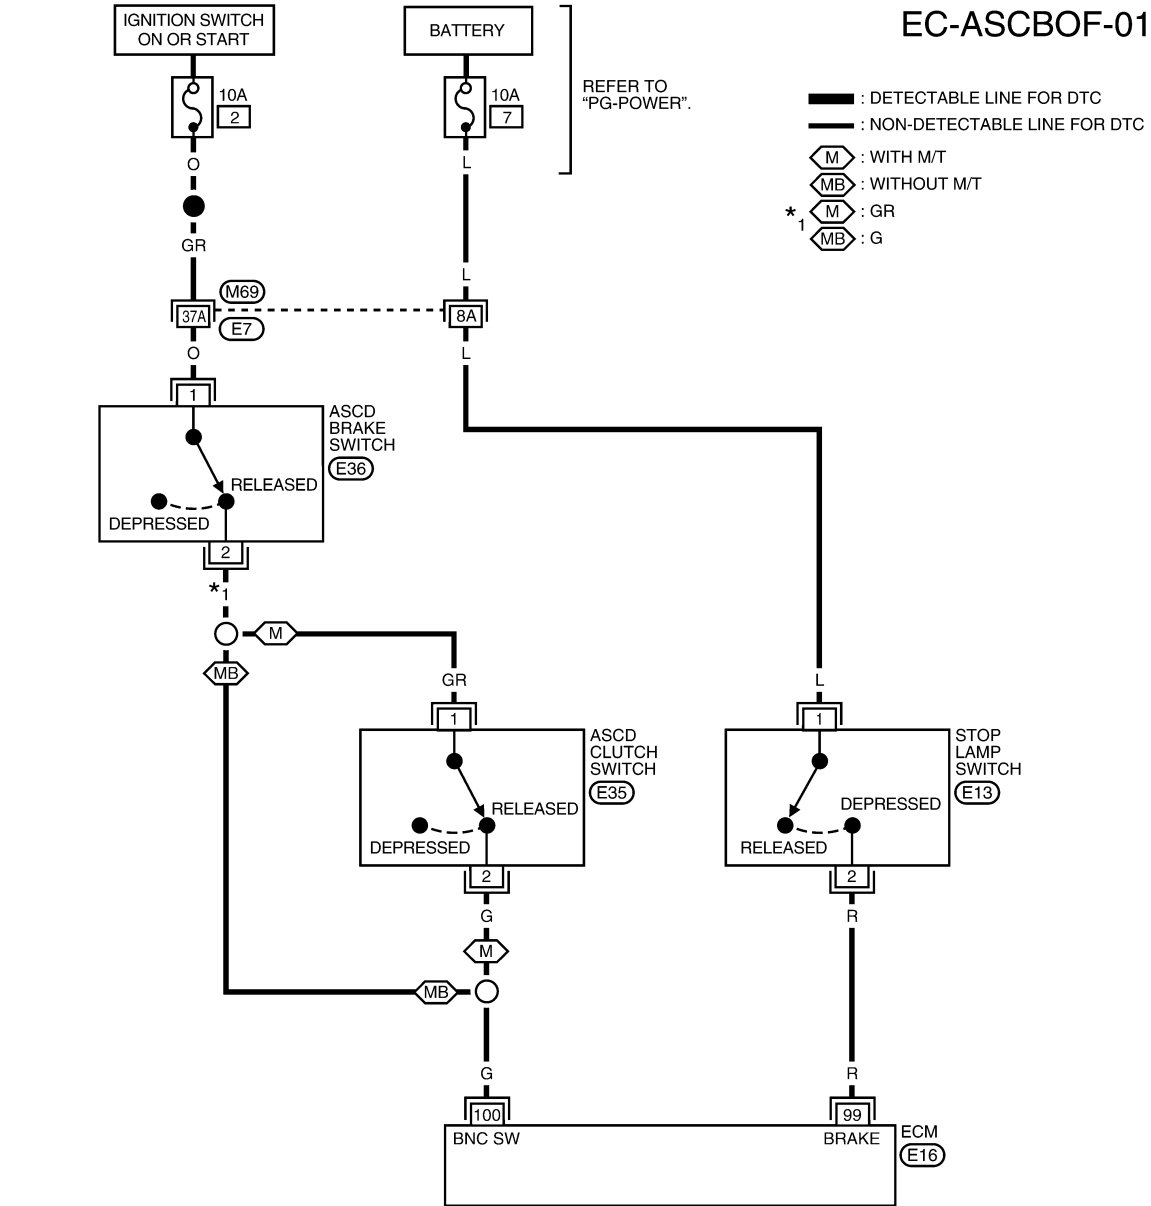 EC-ASCBOF-01
IGNITION SWITCH
ON OR START
BATTERY
10A
2
10A
7
REFER TO
“PG-POWER”.
: DETECTABLE LINE FOR DTC
: NON-DETECTABLE LINE FOR DTC
M : WITH M/T
MB : WITHOUT M/T
*1 M : GR
MB : G
O
L
GR
L
M69
37A
8A
E7
O
L
1
ASCD
BRAKE
SWITCH
E36
RELEASED
DEPRESSED
2
*1
M
MB
GR
L
1
ASCD
CLUTCH
SWITCH
E35
RELEASED
DEPRESSED
2
1
STOP
LAMP
SWITCH
E13
DEPRESSED
RELEASED
2
G
R
M
MB
G
R
100
99
BNC SW
BRAKE
ECM
E16